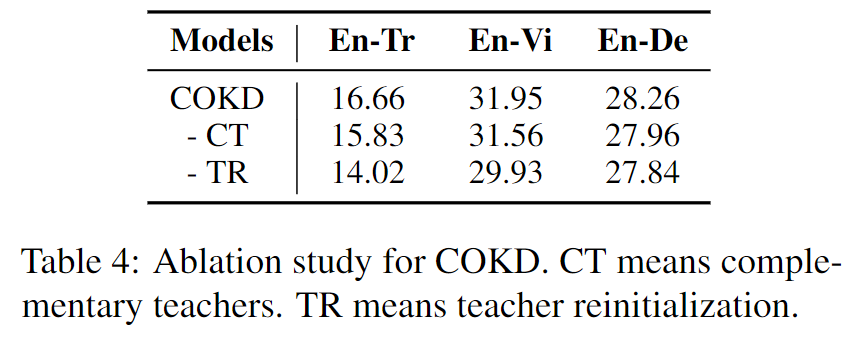 Models En-Tr En-Vi En-De
COKD 16.66 31.95 28.26
- CT 15.83 31.56 27.96
- TR 14.02 29.93 27.84
Table 4: Ablation study for COKD. CT means comple-
mentary teachers. TR means teacher reinitialization.